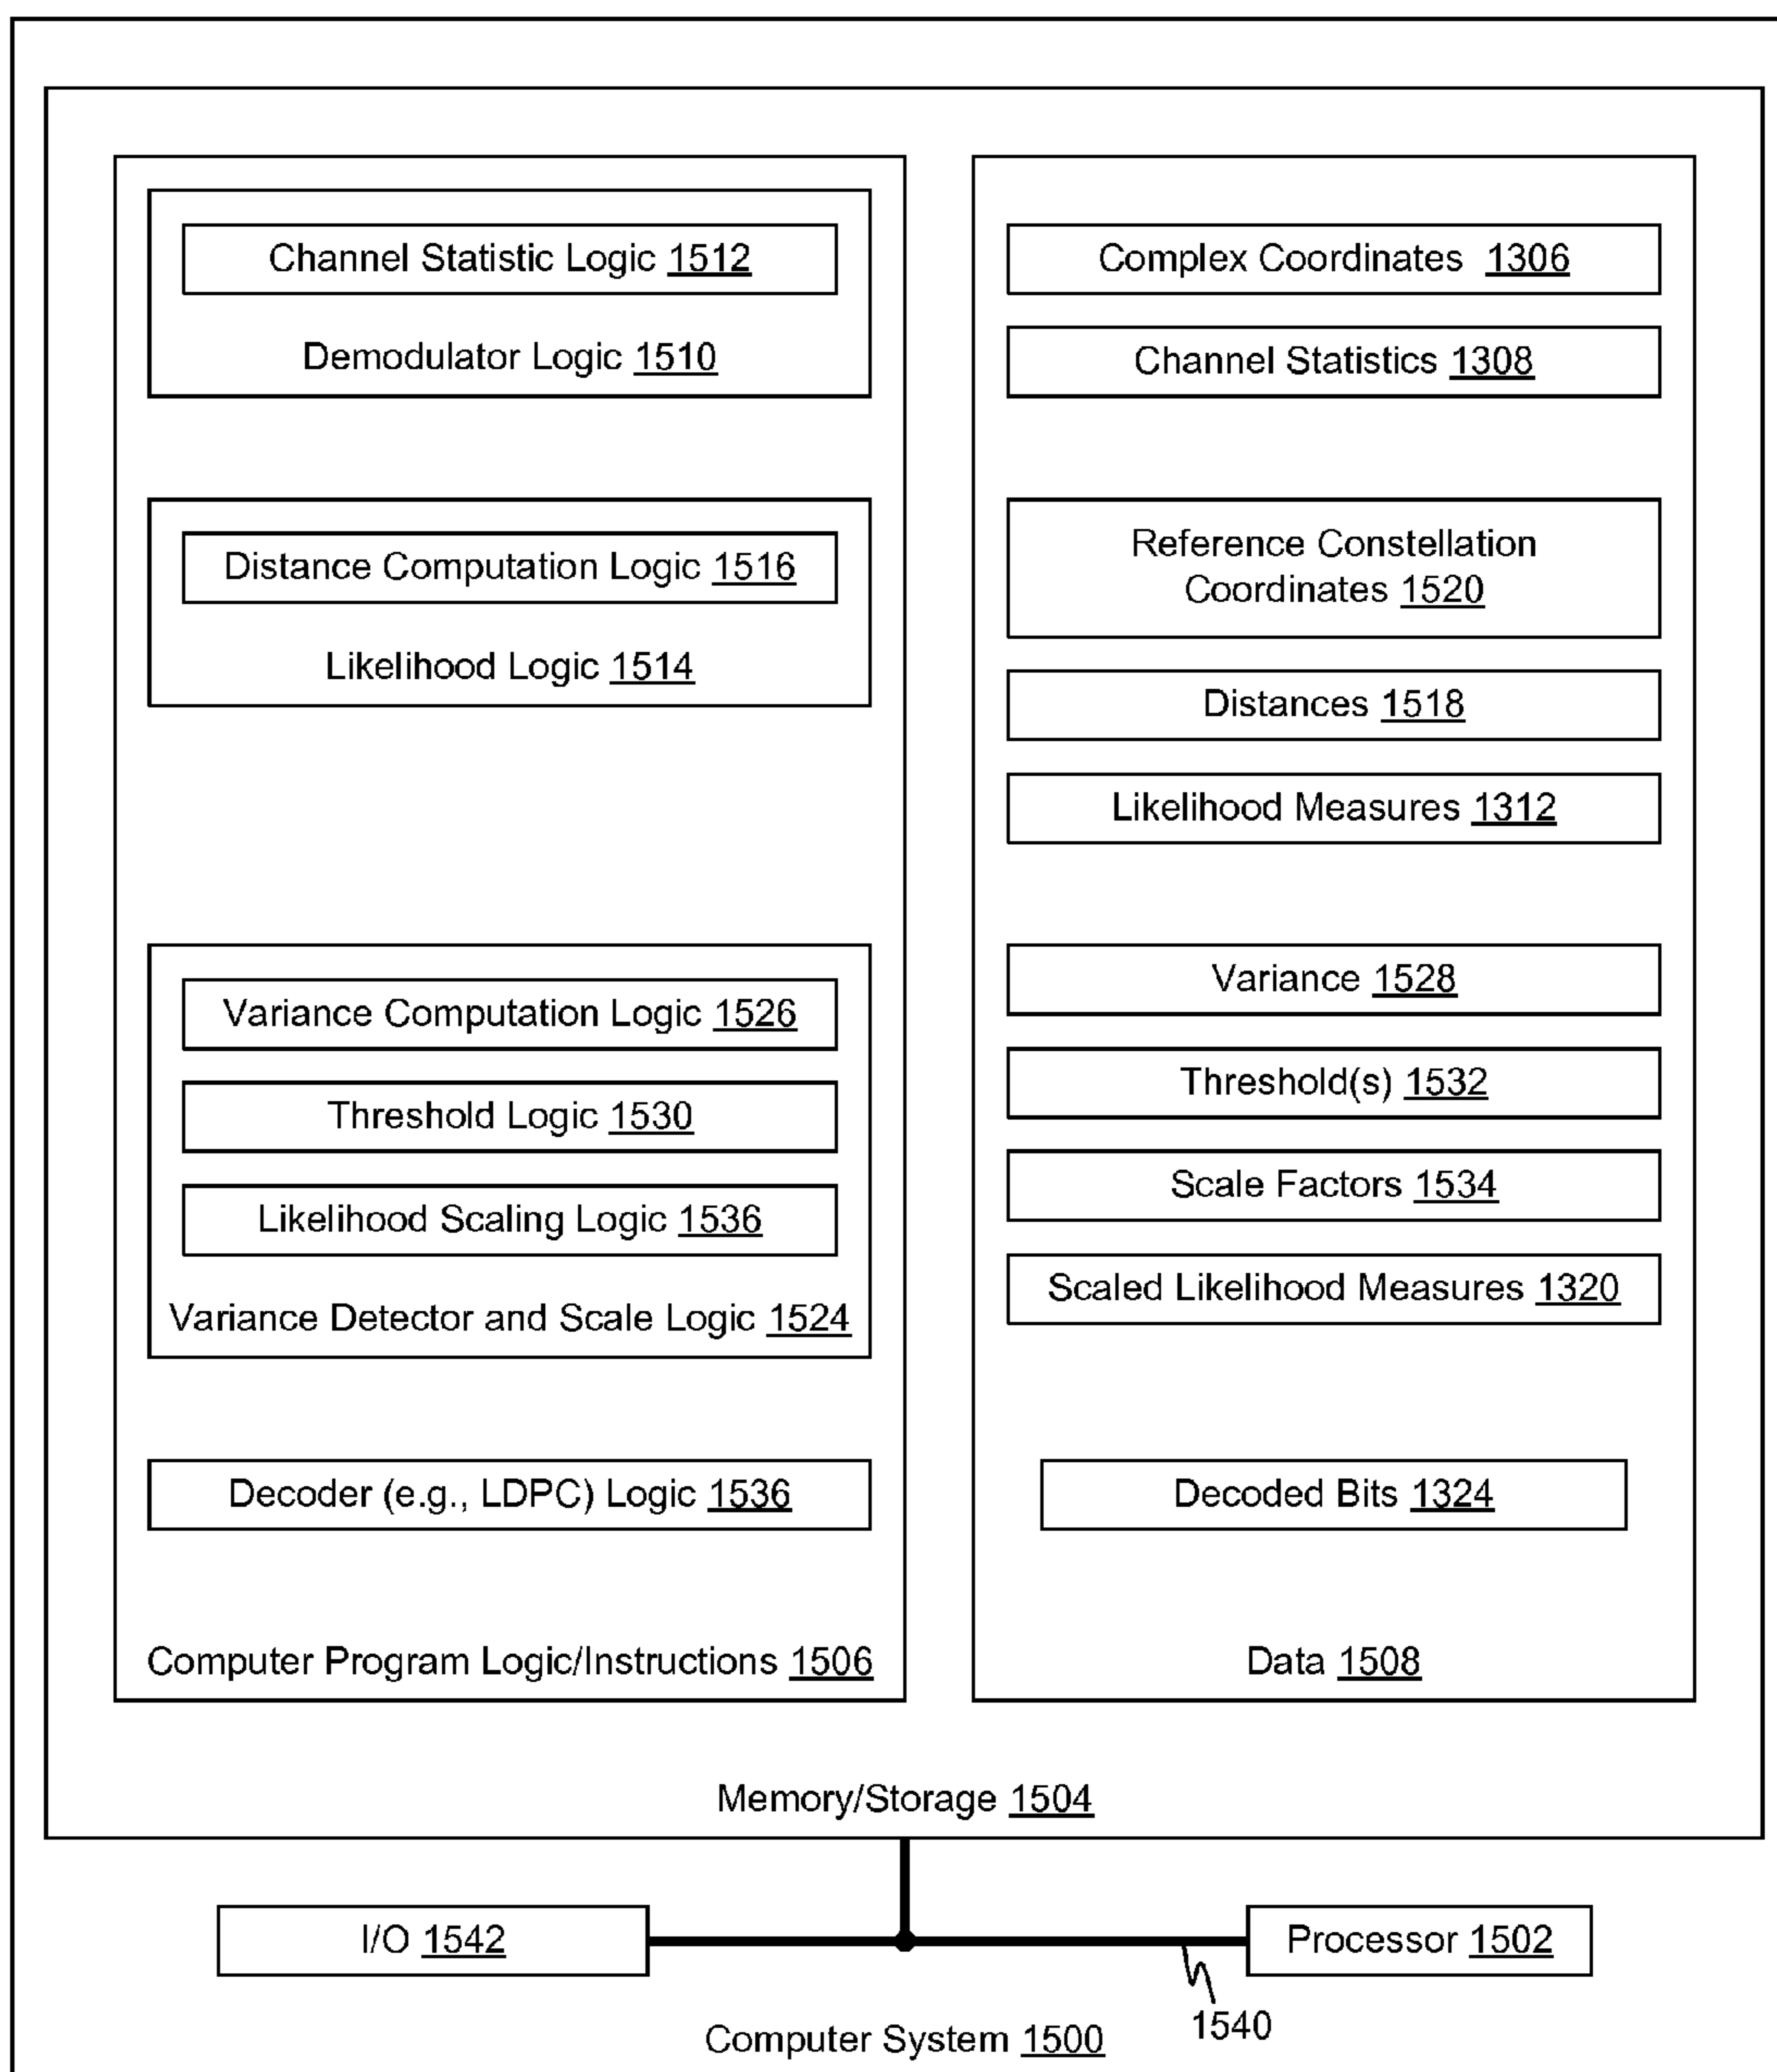 Channel Statistic Logic 1512
Demodulator Logic 1510
Distance Computation Logic 1516
Likelihood Logic 1514
Variance Computation Logic 1526
Threshold Logic 1530
Likelihood Scaling Logic 1536
Variance Detector and Scale Logic 1524
Decoder (e.g., LDPC) Logic 1536
Computer Program Logic/Instructions 1506
Complex Coordinates 1306
Channel Statistics 1308
Reference Constellation
Coordinates 1520
Distances 1518
Likelihood Measures 1312
Variance 1528
Threshold(s) 1532
Scale Factors 1534
Scaled Likelihood Measures 1320
Decoded Bits 1324
Data 1508
Memory/Storage 1504
I/O 1542
Processor 1502
1540
Computer System 1500